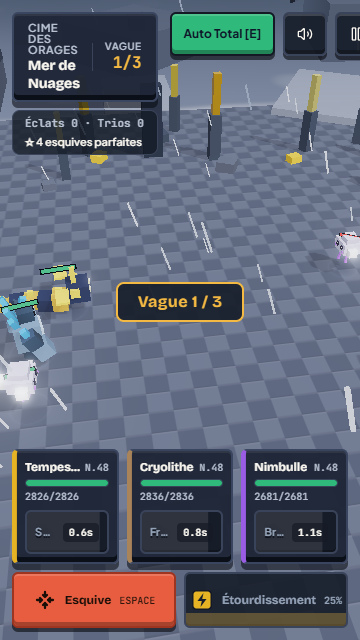 CIME
DES
ORAGES
Mer de
Nuages
VAGUE
1/3
Auto Total [E]
Éclats 0 · Trios 0
★ 4 esquives parfaites
Vague 1 / 3
Tempes... N.48
2826/2826
S... 0.6s
Cryolithe N.48
2836/2836
Fr... 0.8s
Nimbulle N.48
2681/2681
Br... 1.1s
Esquive ESPACE
Étourdissement 25%